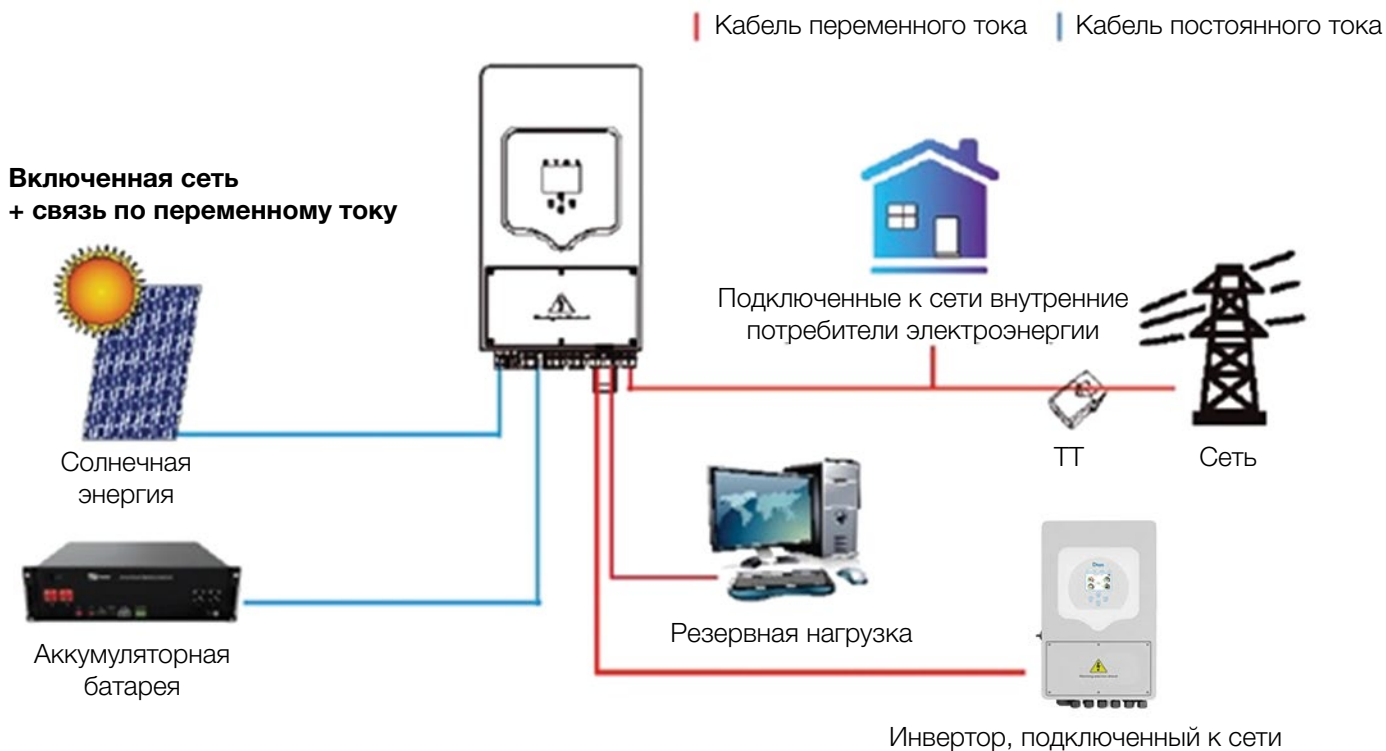 Кабель переменного тока
Кабель постоянного тока
Включенная сеть
+ связь по переменному току
Подключенные к сети внутренние
потребители электроэнергии
ТТ
Сеть
Солнечная
энергия
Резервная нагрузка
Аккумуляторная
батарея
Инвертор, подключенный к сети